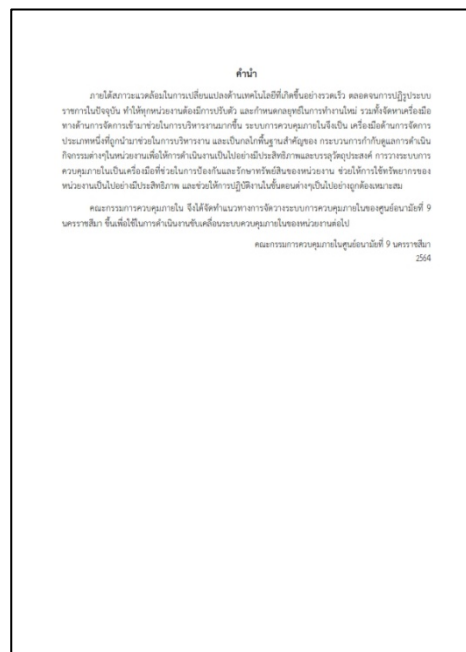 คำนำ
ภายใต้สภาวะแวดล้อมในการเปลี่ยนแปลงด้านเทคโนโลยีที่เกิดขึ้นอย่างรวดเร็ว ตลอดจนการปฏิรูประบบ
ราชการในปัจจุบัน ทำให้ทุกหน่วยงานต้องมีการปรับตัว และกำหนดกลยุทธ์ในการทำงานใหม่ รวมทั้งจัดหาเครื่องมือ
ทางด้านการจัดการเข้ามาช่วยในการบริหารงานมากขึ้น ระบบการควบคุมภายในจึงเป็น เครื่องมือด้านการจัดการ
ประเภทหนึ่งที่ถูกนำมาช่วยในการบริหารงาน และเป็นกลไกพื้นฐานสำคัญของ กระบวนการกำกับดูแลการดำเนิน
กิจกรรมต่างๆในหน่วยงานเพื่อให้การดำเนินงานเป็นไปอย่างมีประสิทธิภาพและบรรลุวัตถุประสงค์ การวางระบบการ
ควบคุมภายในเป็นเครื่องมือที่ช่วยในการป้องกันและรักษาทรัพย์สินของหน่วยงาน ช่วยให้การใช้ทรัพยากรของ
หน่วยงานเป็นไปอย่างมีประสิทธิภาพ และช่วยให้การปฏิบัติงานในขั้นตอนต่างๆเป็นไปอย่างถูกต้องเหมาะสม
คณะกรรมการควบคุมภายใน จึงได้จัดทำแนวทางการจัดวางระบบการควบคุมภายในของศูนย์อนามัยที่ 9
นครราชสีมา ขึ้นเพื่อใช้ในการดำเนินงานขับเคลื่อนระบบควบคุมภายในของหน่วยงานต่อไป
คณะกรรมการควบคุมภายในศูนย์อนามัยที่ 9 นครราชสีมา
2564